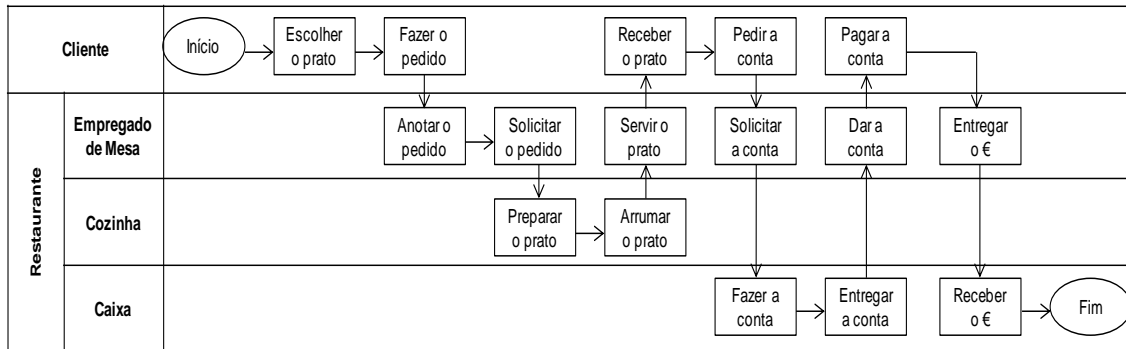 Cliente
Início
Escolher
o prato
Fazer o
pedido
Receber
o prato
Pedir a
conta
Pagar a
conta
Restaurante
Empregado
de Mesa
Anotar o
pedido
Solicitar
o pedido
Servir o
prato
Solicitar
a conta
Dar a
conta
Entregar
o €
Cozinha
Preparar
o prato
Arrumar
o prato
Caixa
Fazer a
conta
Entregar
a conta
Receber
o €
Fim